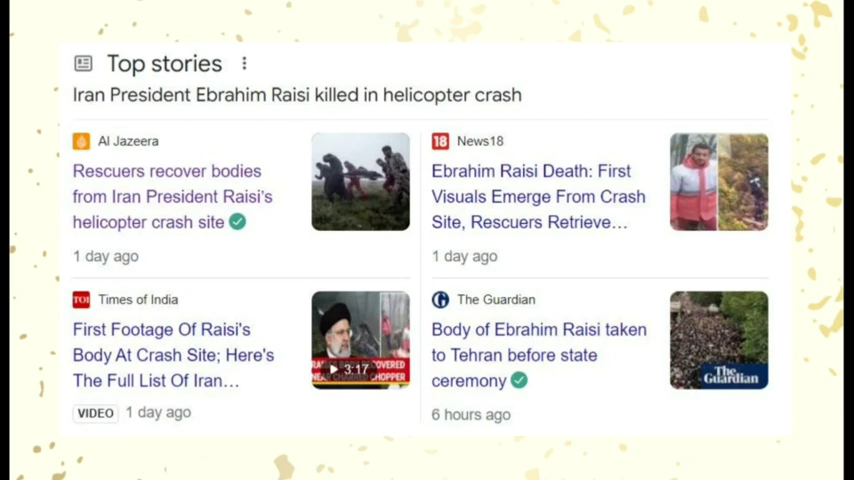 Top stories
Iran President Ebrahim Raisi killed in helicopter crash
Al Jazeera
Rescuers recover bodies
from Iran President Raisi's
helicopter crash site
1 day ago
18 News18
Ebrahim Raisi Death: First
Visuals Emerge From Crash
Site, Rescuers Retrieve...
1 day ago
TOI Times of India
First Footage Of Raisi's
Body At Crash Site; Here's
The Full List Of Iran...
VIDEO 1 day ago
3:17
CHOPPER
The Guardian
Body of Ebrahim Raisi taken
to Tehran before state
ceremony
6 hours ago
The
Guardian